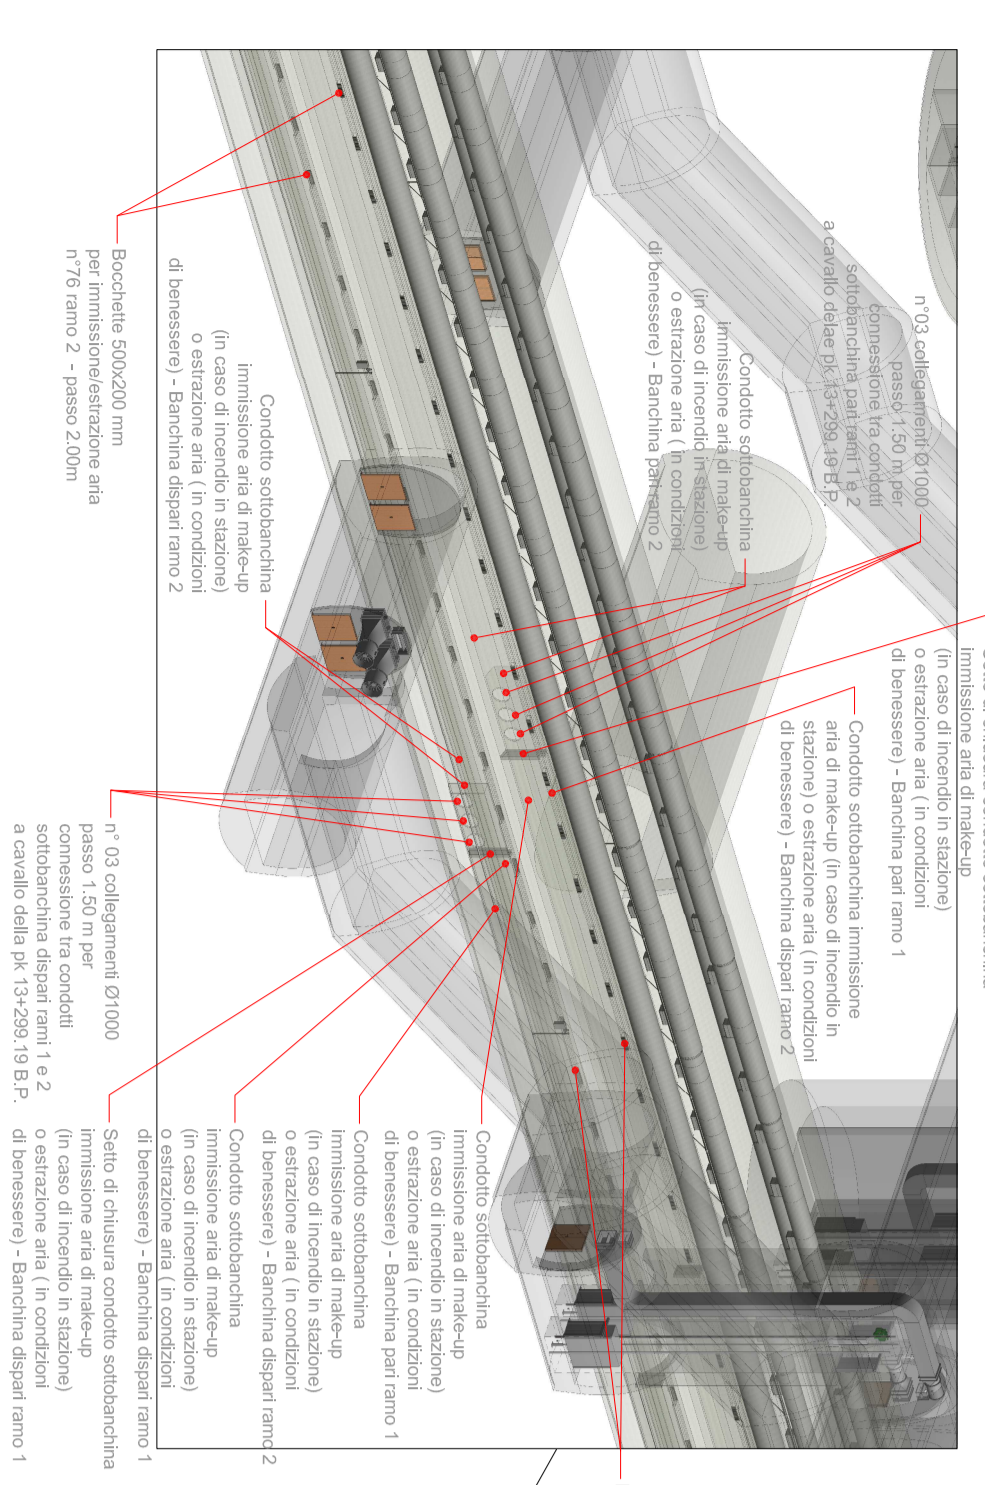 n°03 collegamenti Ø1000
passo 1.50 m per
connessione tra condotti
sottobanchina pari rami 1 e 2
a cavallo delae pk 13+299.19 B.P.
Condotto sottobanchina
immissione aria di make-up
(in caso di incendio in stazione)
o estrazione aria ( in condizioni
di benessere) - Banchina pari ramo 2
Condotto sottobanchina
immissione aria di make-up
(in caso di incendio in stazione)
o estrazione aria ( in condizioni
di benessere) - Banchina dispari ramo 2
Bocchette 500x200 mm
per immissione/estrazione aria
n°76 ramo 2 - passo 2.00m
immissione aria di make-up
(in caso di incendio in stazione)
o estrazione aria ( in condizioni
di benessere) - Banchina pari ramo 1
Condotto sottobanchina immissione
aria di make-up (in caso di incendio in
stazione) o estrazione aria ( in condizioni
di benessere) - Banchina dispari ramo 2
n° 03 collegamenti Ø1000
passo 1.50 m per
connessione tra condotti
sottobanchina dispari rami 1 e 2
a cavallo della pk 13+299.19 B.P.
Condotto sottobanchina
immissione aria di make-up
(in caso di incendio in stazione)
o estrazione aria ( in condizioni
di benessere) - Banchina pari ramo 1
Condotto sottobanchina
immissione aria di make-up
(in caso di incendio in stazione)
o estrazione aria ( in condizioni
di benessere) - Banchina dispari ramo 2
Condotto sottobanchina
immissione aria di make-up
(in caso di incendio in stazione)
o estrazione aria ( in condizioni
di benessere) - Banchina dispari ramo 1
Setto di chiusura condotto sottobanchina
immissione aria di make-up
(in caso di incendio in stazione)
o estrazione aria ( in condizioni
di benessere) - Banchina dispari ramo 1